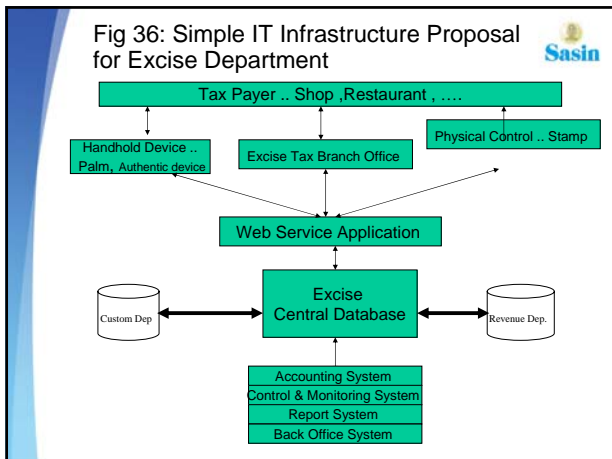 Fig 36: Simple IT Infrastructure Proposal
for Excise Department
Sasin
Tax Payer .. Shop ,Restaurant , ....
Handhold Device ..
Palm, Authentic device
Excise Tax Branch Office
Physical Control .. Stamp
Web Service Application
Custom Dep
Excise
Central Database
Revenue Dep.
Accounting System
Control & Monitoring System
Report System
Back Office System